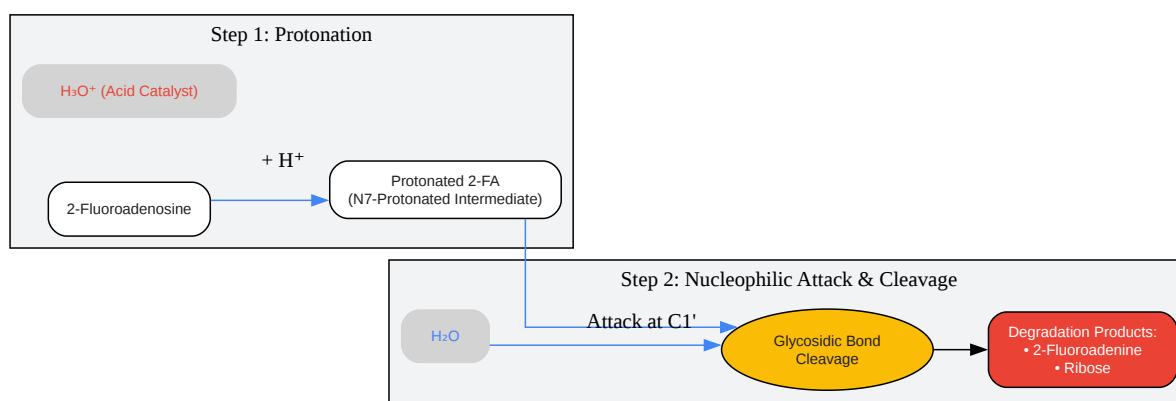 Step 1: Protonation
H₃O⁺ (Acid Catalyst)
+ H⁺
2-Fluoroadenosine
Protonated 2-FA
(N7-Protonated Intermediate)
Step 2: Nucleophilic Attack & Cleavage
H₂O
Attack at C1'
Glycosidic Bond
Cleavage
Degradation Products:
• 2-Fluoroadenine
• Ribose